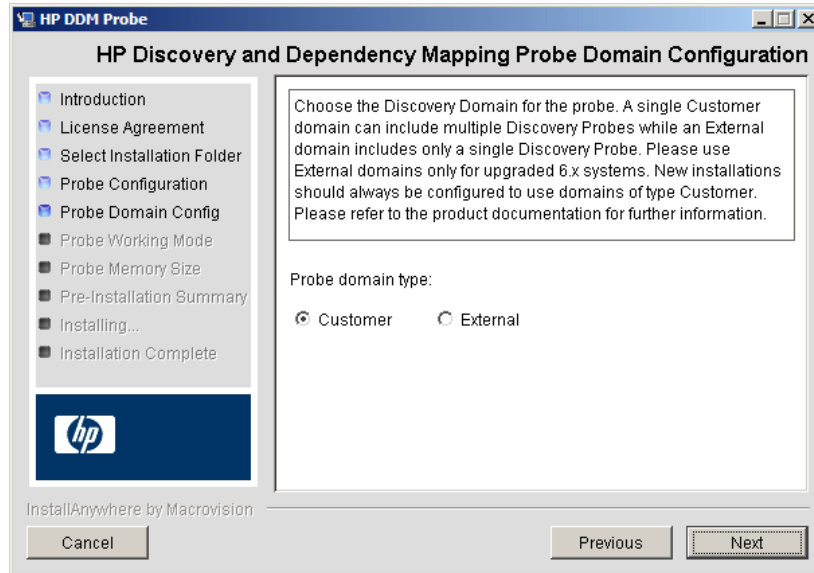 HP DDM Probe
HP Discovery and Dependency Mapping Probe Domain Configuration
Introduction
License Agreement
Select Installation Folder
Probe Configuration
Probe Domain Config
Probe Working Mode
Probe Memory Size
Pre-Installation Summary
Installing...
Installation Complete
hp
Choose the Discovery Domain for the probe. A single Customer
domain can include multiple Discovery Probes while an External
domain includes only a single Discovery Probe. Please use
External domains only for upgraded 6.x systems. New installations
should always be configured to use domains of type Customer.
Please refer to the product documentation for further information.
Probe domain type:
Customer External
InstallAnywhere by Macrovision
Cancel Previous Next